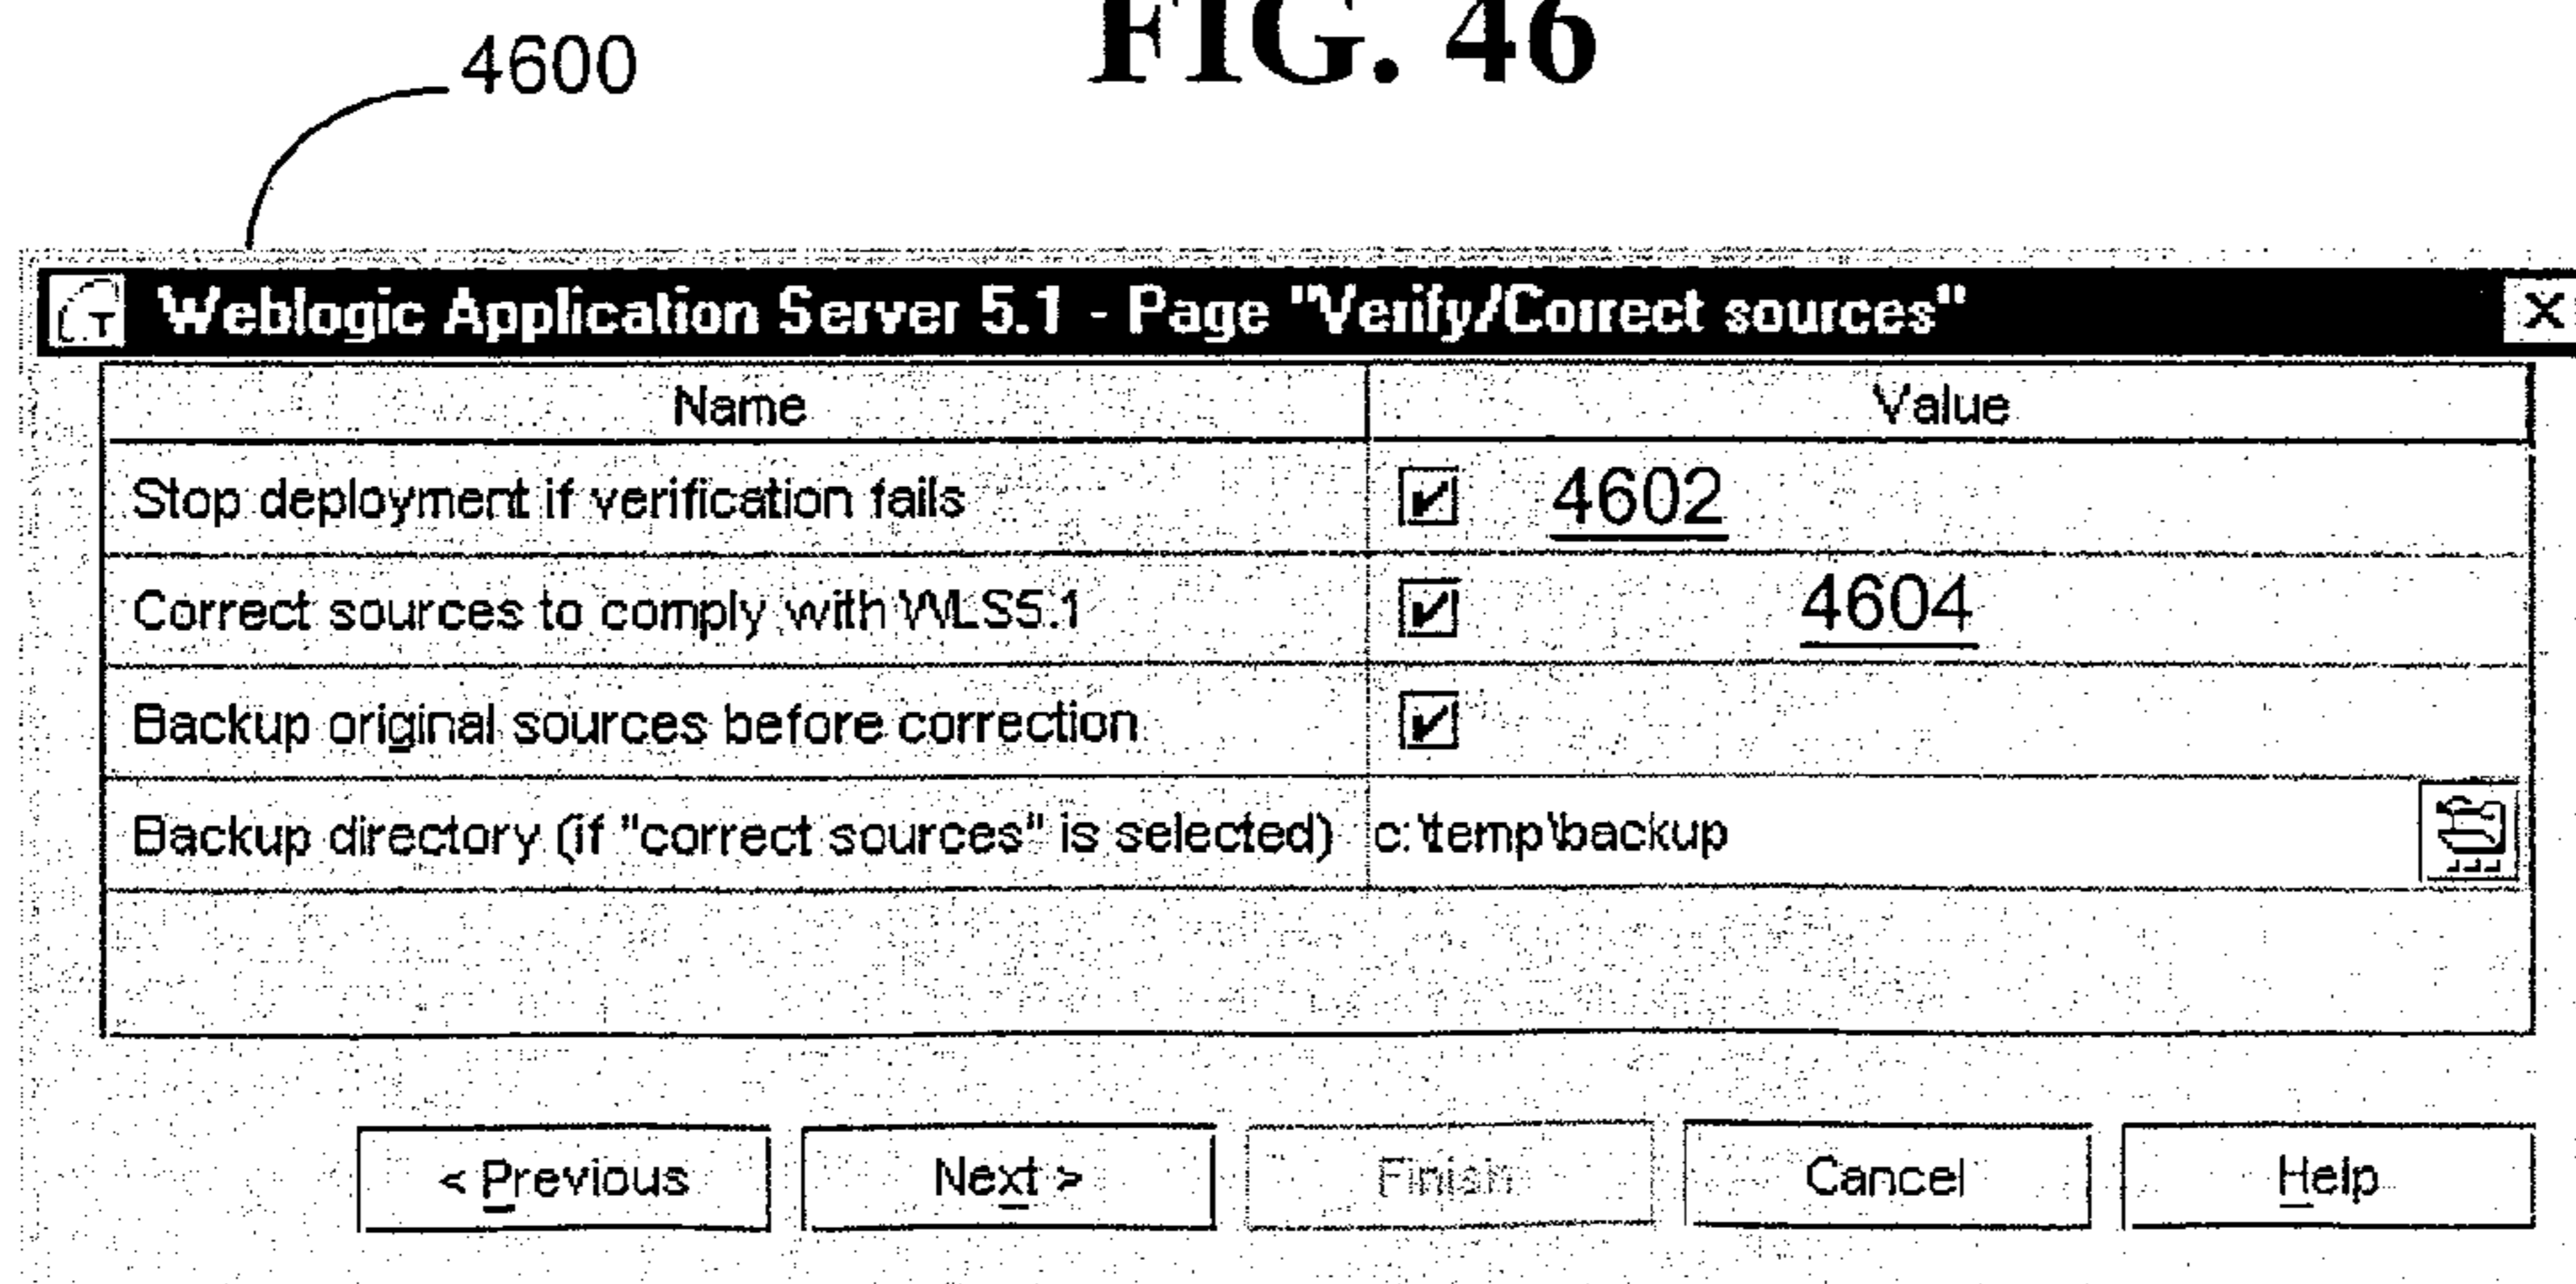 FIG. 46
4600
T Weblogic Application Server 5.1 - Page "Verify/Correct sources" X
Name Value
Stop deployment if verification fails 4602
Correct sources to comply with WLS5.1 4604
Backup original sources before correction
Backup directory (if "correct sources" is selected) c:\temp\backup
< Previous Next > Finish Cancel Help